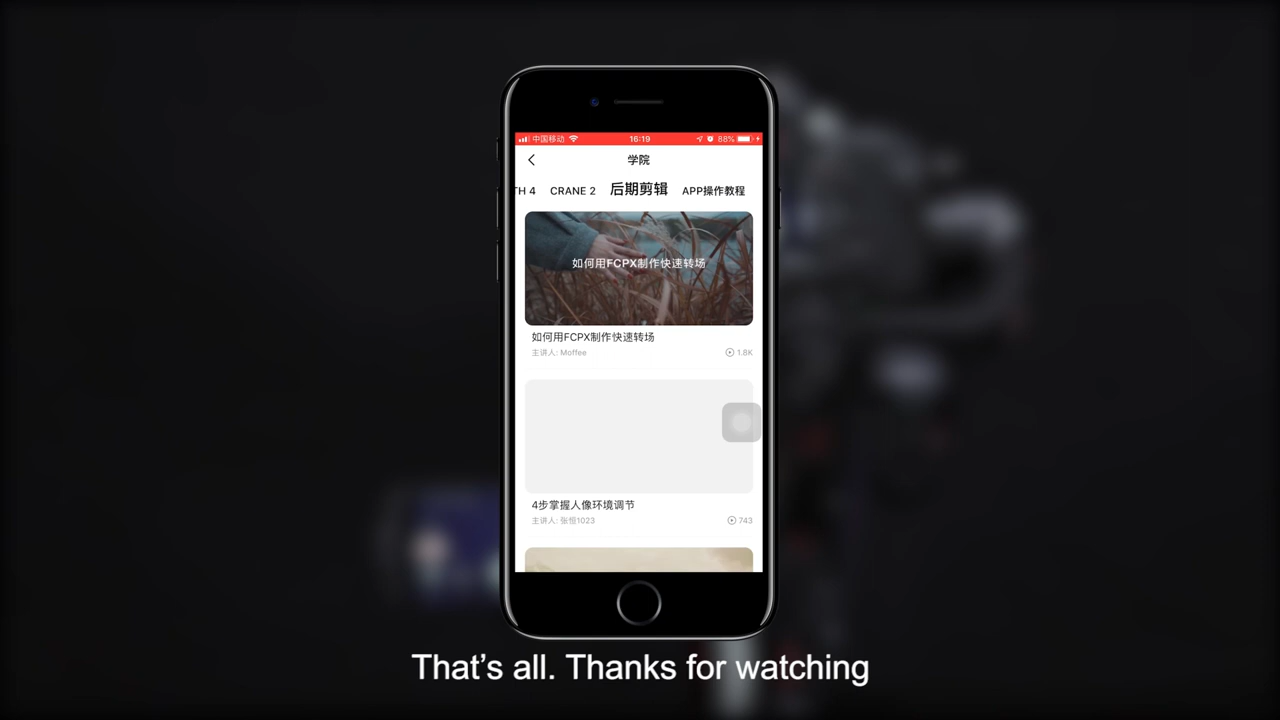 中国移动 16:19 88%
学院
TH 4 CRANE 2 后期剪辑 APP操作教程
如何用FCPX制作快速转场
如何用FCPX制作快速转场
主讲人: Moffee 1.8K
4步掌握人像环境调节
主讲人: 张恒1023 743
That's all. Thanks for watching